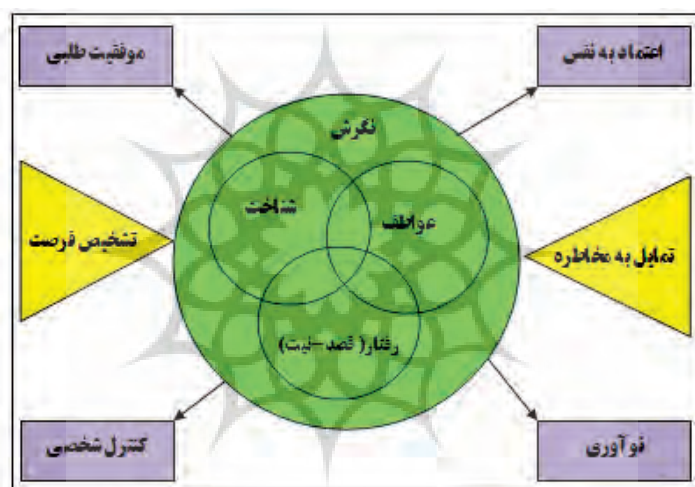 اعتماد به نفس
موفقیت طلبی
نگرش
شناخت
عواطف
تشخیص فرصت
تمایل به مخاطره
رفتار( قصد-نیت)
نوآوری
کنترل شخصی